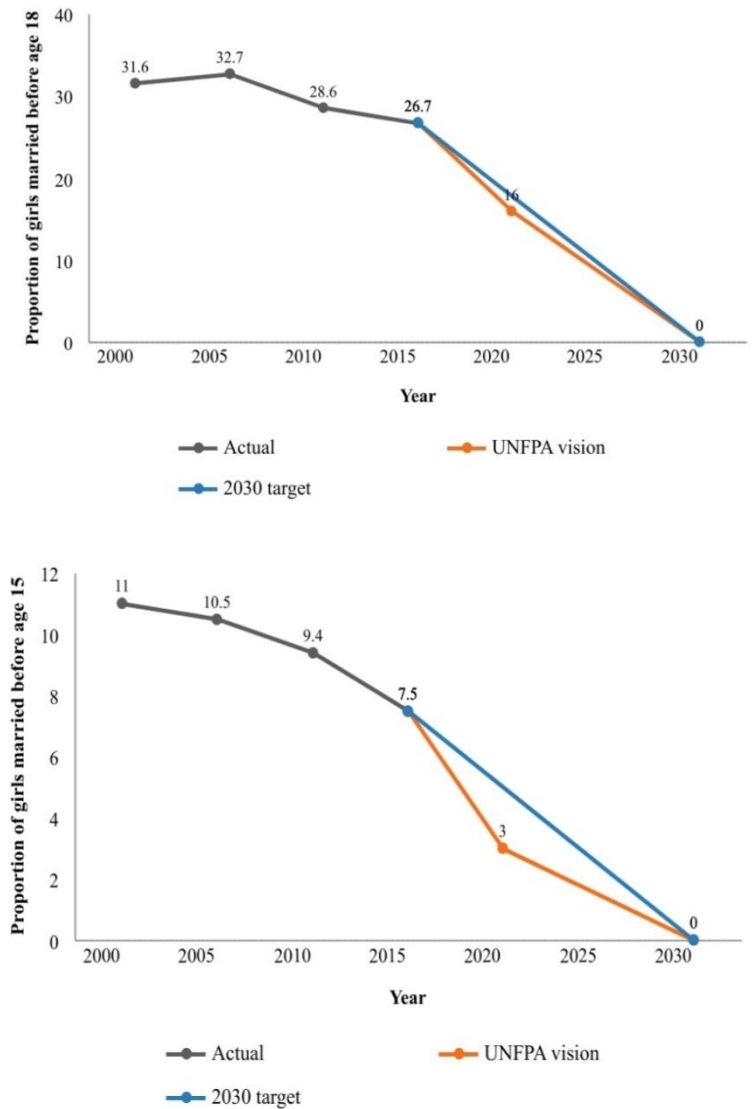 Proportion of girls married before age 18
40
30
20
10
0
31.6
32.7
28.6
26.7
16
0
2000 2005 2010 2015 2020 2025 2030
Year
Actual UNFPA vision
2030 target
Proportion of girls married before age 15
12
10
8
6
4
2
0
11
10.5
9.4
7.5
3
0
2000 2005 2010 2015 2020 2025 2030
Year
Actual UNFPA vision
2030 target